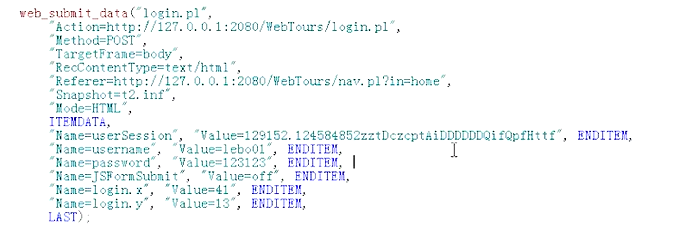 web_submit_data("login.pl",
"Action=http://127.0.0.1:2080/WebTours/login.pl",
"Method=POST",
"TargetFrame=body",
"RecContentType=text/html",
"Referer=http://127.0.0.1:2080/WebTours/nav.pl?in=home",
"Snapshot=t2.inf",
"Mode=HTML",
ITEMDATA,
"Name=userSession", "Value=129152.124584852zztDczcptAiDDDDDDQifQpfHttf", ENDITEM,
"Name=username", "Value=lebo01", ENDITEM,
"Name=password", "Value=123123", ENDITEM,
"Name=JSFormSubmit", "Value=off", ENDITEM,
"Name=login.x", "Value=41", ENDITEM,
"Name=login.y", "Value=13", ENDITEM,
LAST);